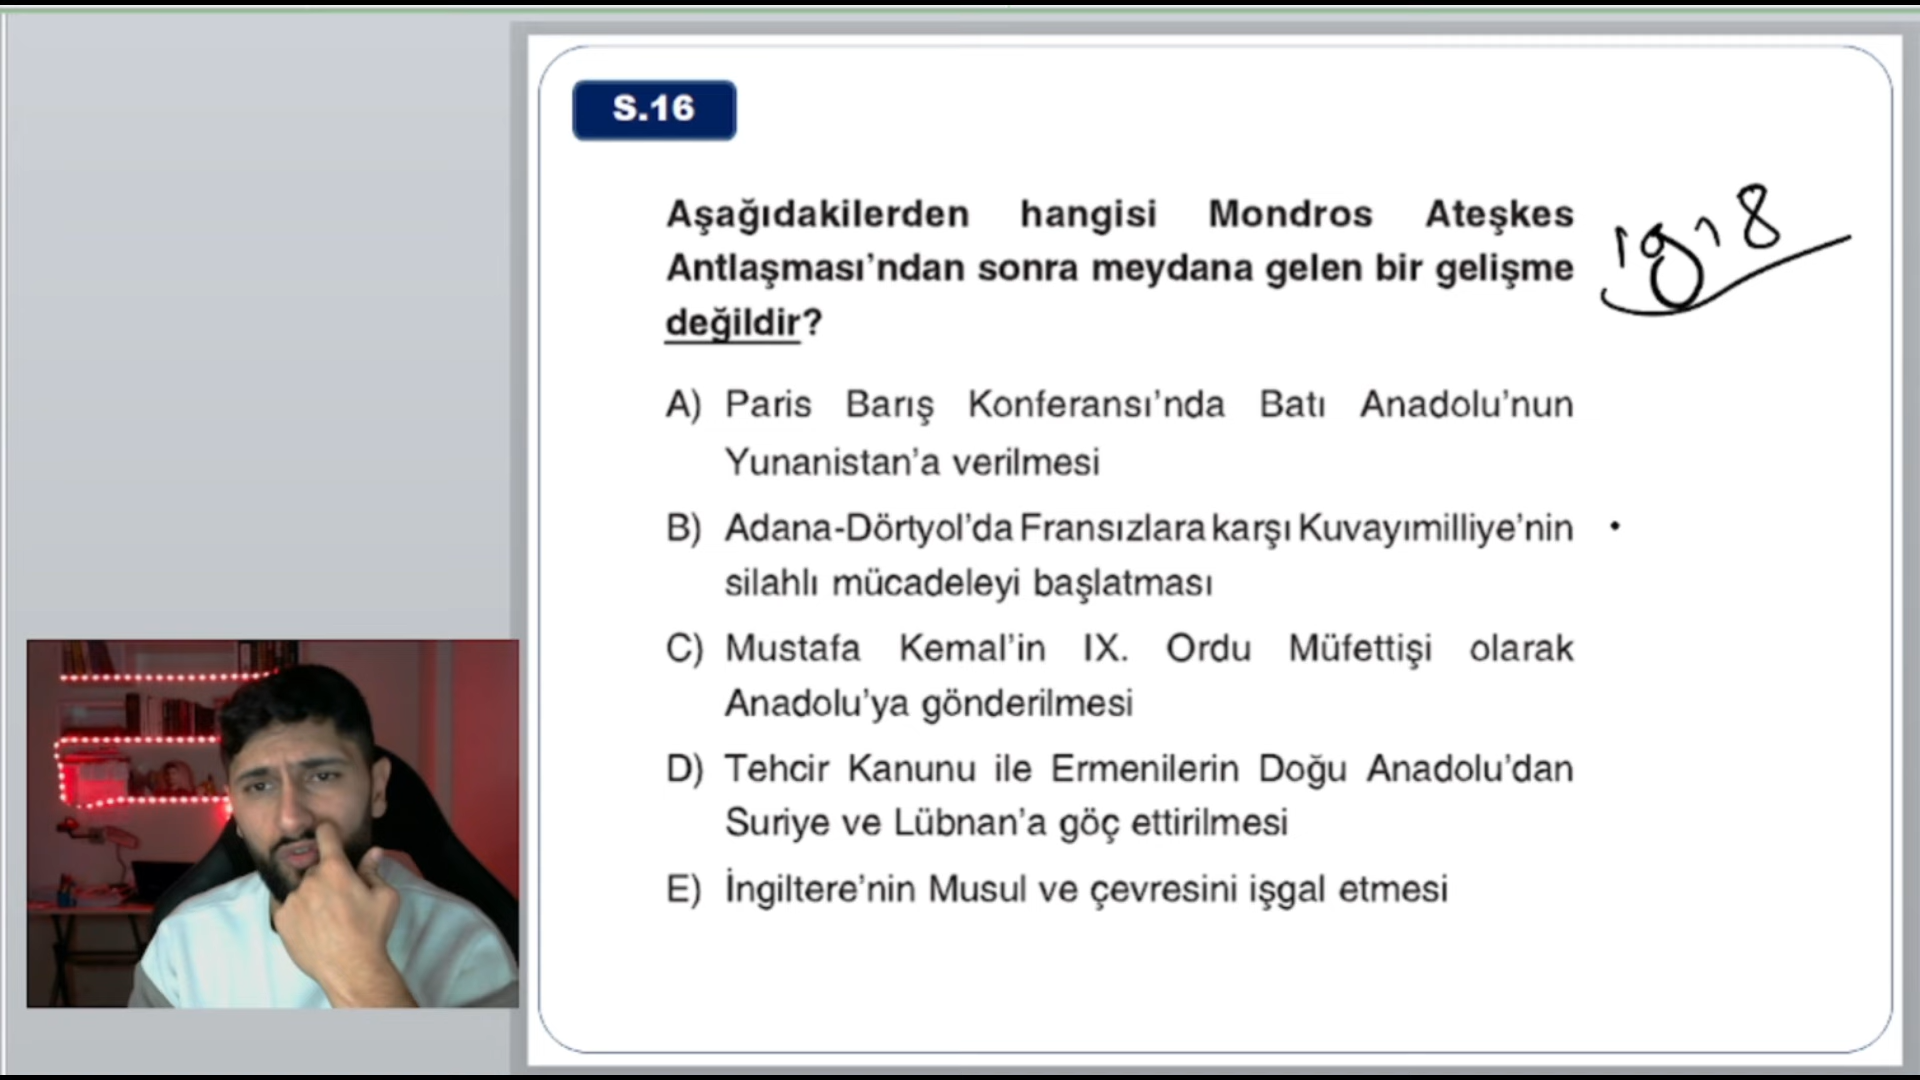 S.16
Aşağıdakilerden hangisi Mondros Ateşkes
Antlaşması'ndan sonra meydana gelen bir gelişme
değildir?
1918
A) Paris Barış Konferansı'nda Batı Anadolu'nun
Yunanistan'a verilmesi
B) Adana-Dörtyol'da Fransızlara karşı Kuvayımilliye'nin
silahlı mücadeleyi başlatması
C) Mustafa Kemal'in IX. Ordu Müfettişi olarak
Anadolu'ya gönderilmesi
D) Tehcir Kanunu ile Ermenilerin Doğu Anadolu'dan
Suriye ve Lübnan'a göç ettirilmesi
E) İngiltere'nin Musul ve çevresini işgal etmesi